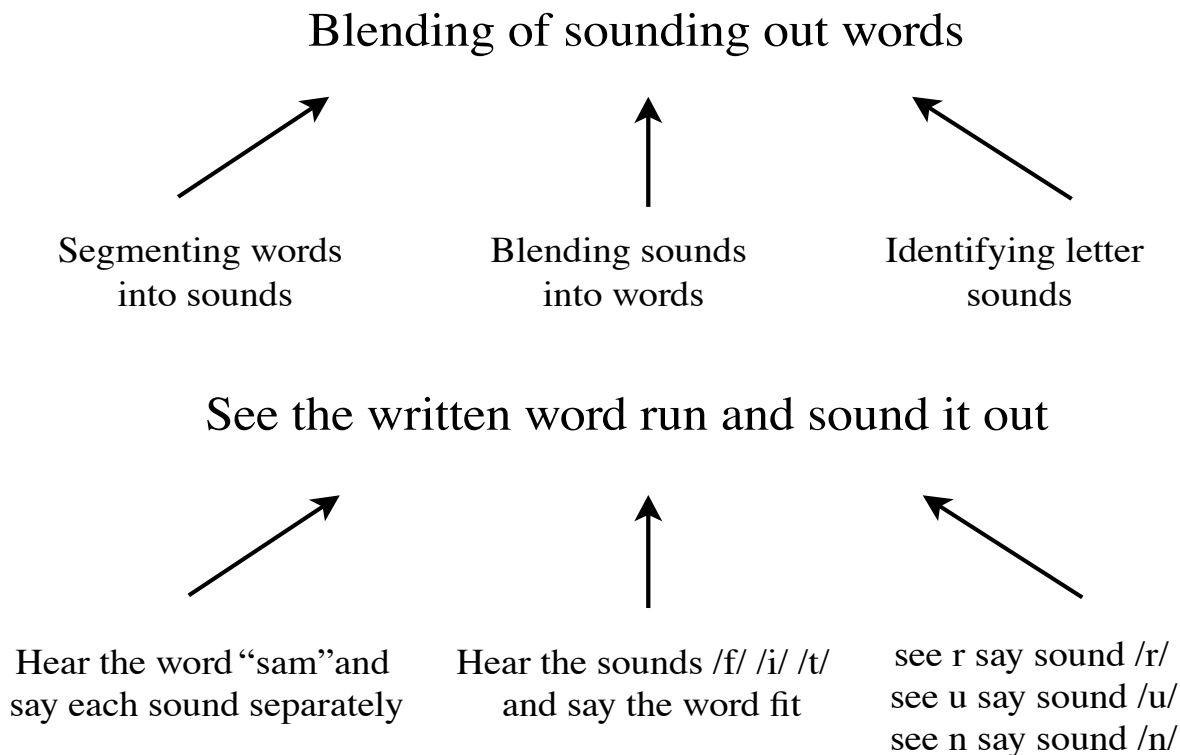 Blending of sounding out words
Segmenting words
into sounds
Blending sounds
into words
Identifying letter
sounds
See the written word run and sound it out
Hear the word “sam”and
say each sound separately
Hear the sounds /f/ /i/ /t/
and say the word fit
see r say sound /r/
see u say sound /u/
see n say sound /n/